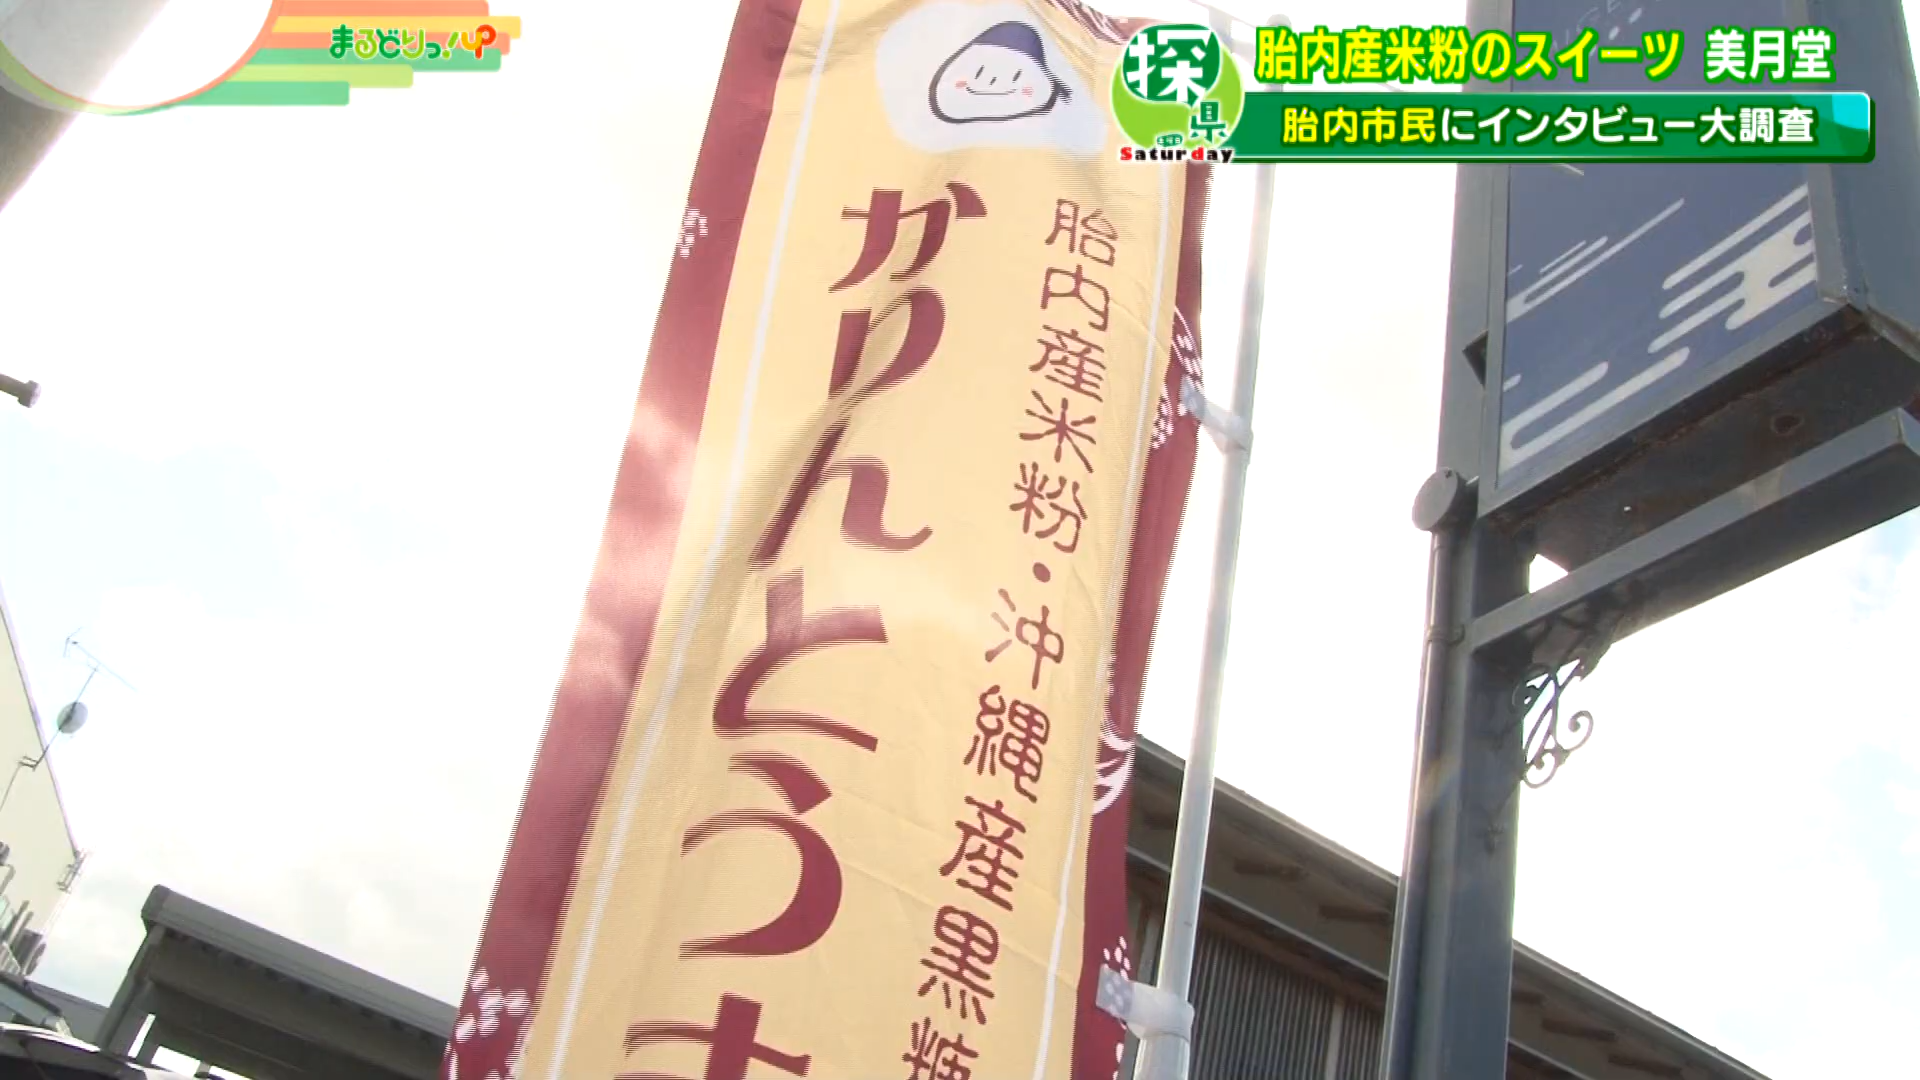 まるどりっ!UP
探県
Saturday
胎内産米粉のスイーツ 美月堂
胎内市民にインタビュー大調査
胎内産米粉・沖縄産黒糖
かりんとうま